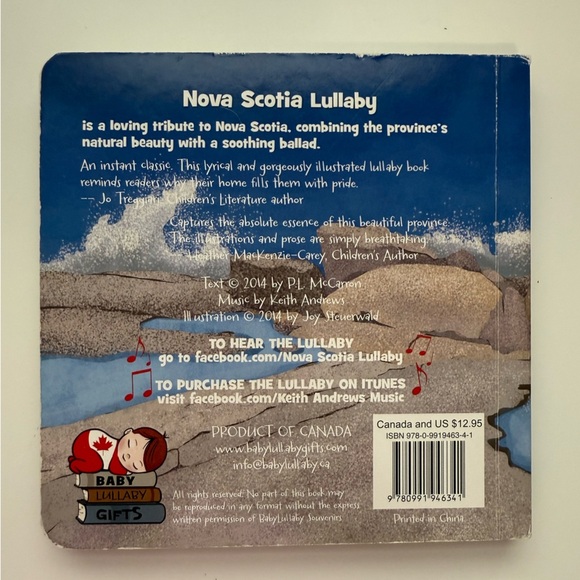 Nova Scotia Lullaby
is a loving tribute to Nova Scotia, combining the province's
natural beauty with a soothing ballad.
An instant classic. This lyrical and gorgeously illustrated lullaby book
reminds readers why their home fills them with pride.
-- Jo Treggiari, Children's Literature author
Captures the absolute essence of this beautiful province.
The illustrations and prose are simply breathtaking.
- Heather MacKenzie-Carey, Children's Author
Text © 2014 by P.L. McCarron
Music by Keith Andrews
Illustration © 2014 by Joy Steuerwald
TO HEAR THE LULLABY
go to facebook.com/Nova Scotia Lullaby
TO PURCHASE THE LULLABY ON ITUNES
visit facebook.com/Keith Andrews Music
PRODUCT OF CANADA
www.babylullabygifts.com
info@babylullaby.ca
All rights reserved. No part of this book may
be reproduced in any format without the express
written permission of BabyLullaby Souvenirs
BABY
LULLABY
GIFTS
Canada and US $12.95
ISBN 978-0-9919463-4-1
9 780991 946341
Printed in China